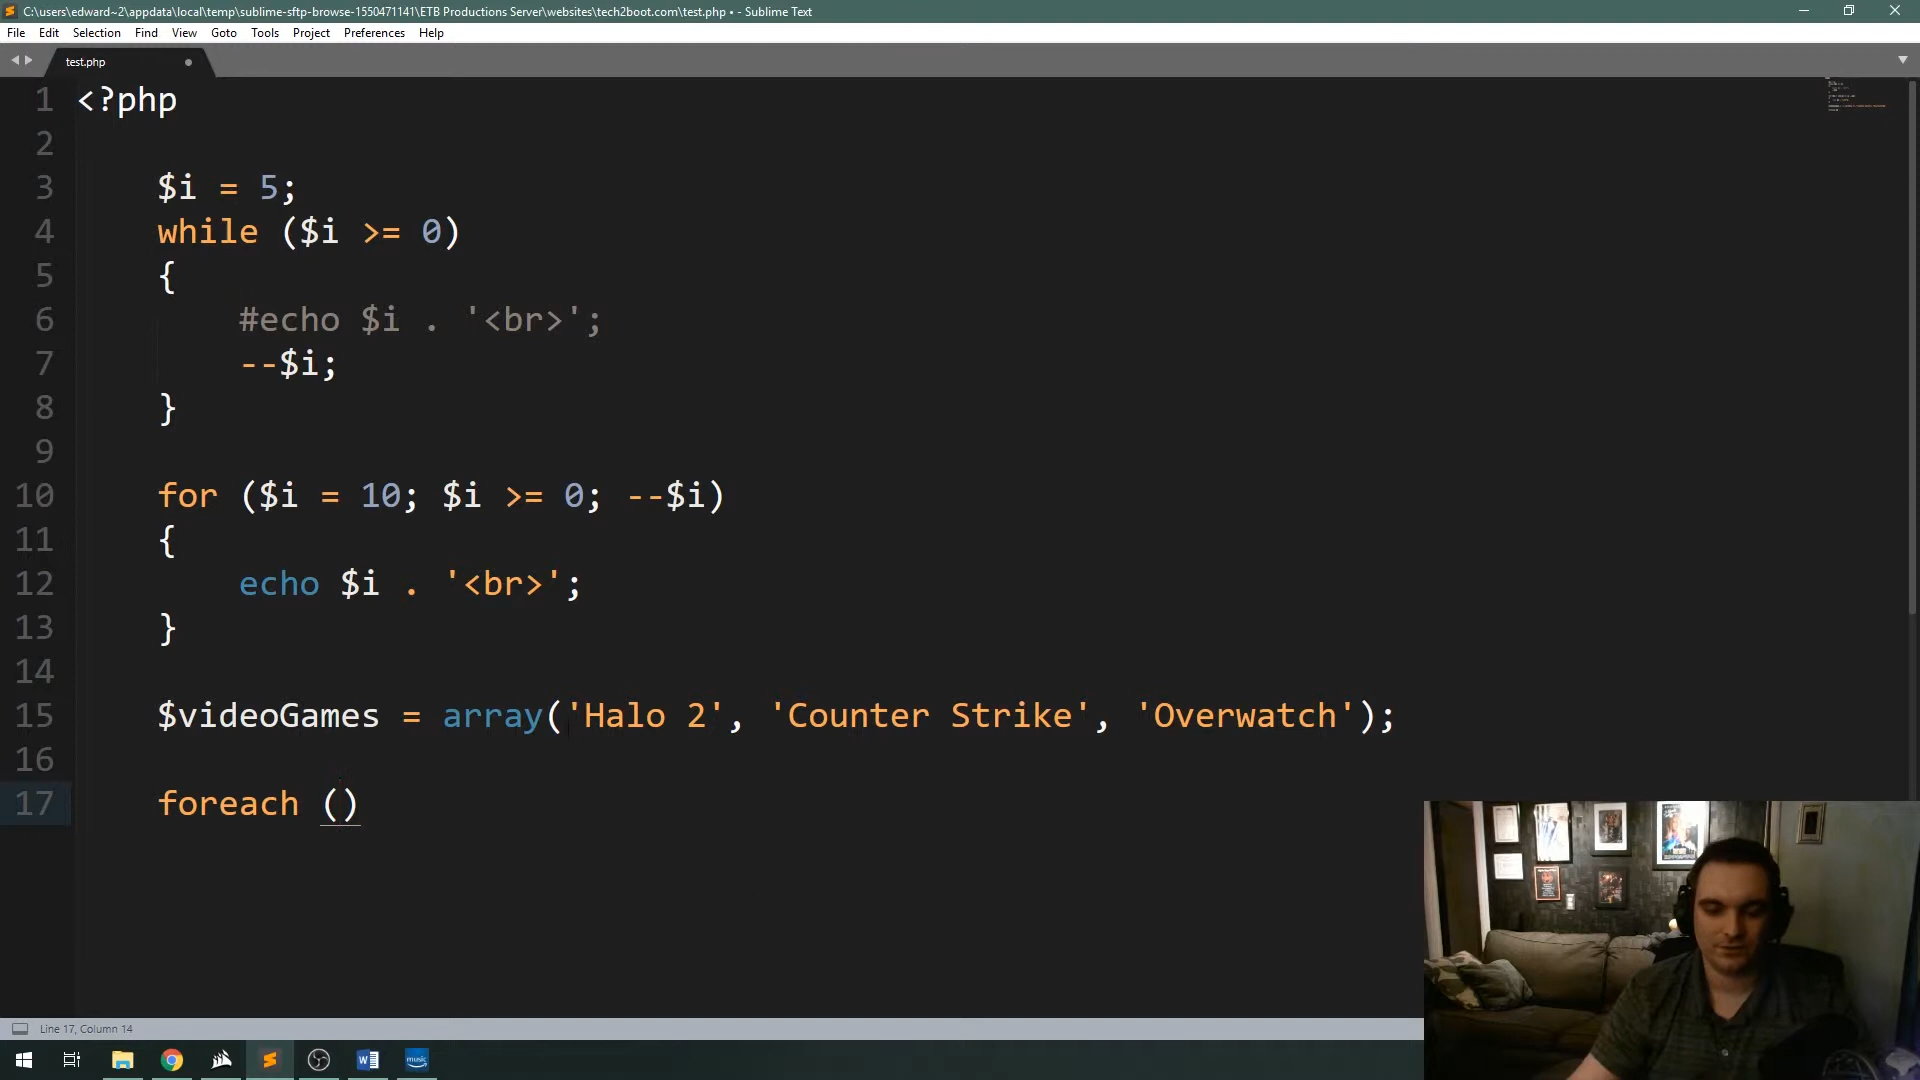 C:\users\edward~2\appdata\local\temp\sublime-sftp-browse-1550471141\ETB Productions Server\websites\tech2boot.com\test.php • - Sublime Text
File Edit Selection Find View Goto Tools Project Preferences Help
test.php
1 <?php
2
3 $i = 5;
4 while ($i >= 0)
5 {
6 #echo $i . '<br>';
7 --$i;
8 }
9
10 for ($i = 10; $i >= 0; --$i)
11 {
12 echo $i . '<br>';
13 }
14
15 $videoGames = array('Halo 2', 'Counter Strike', 'Overwatch');
16
17 foreach ()
Line 17, Column 14
music